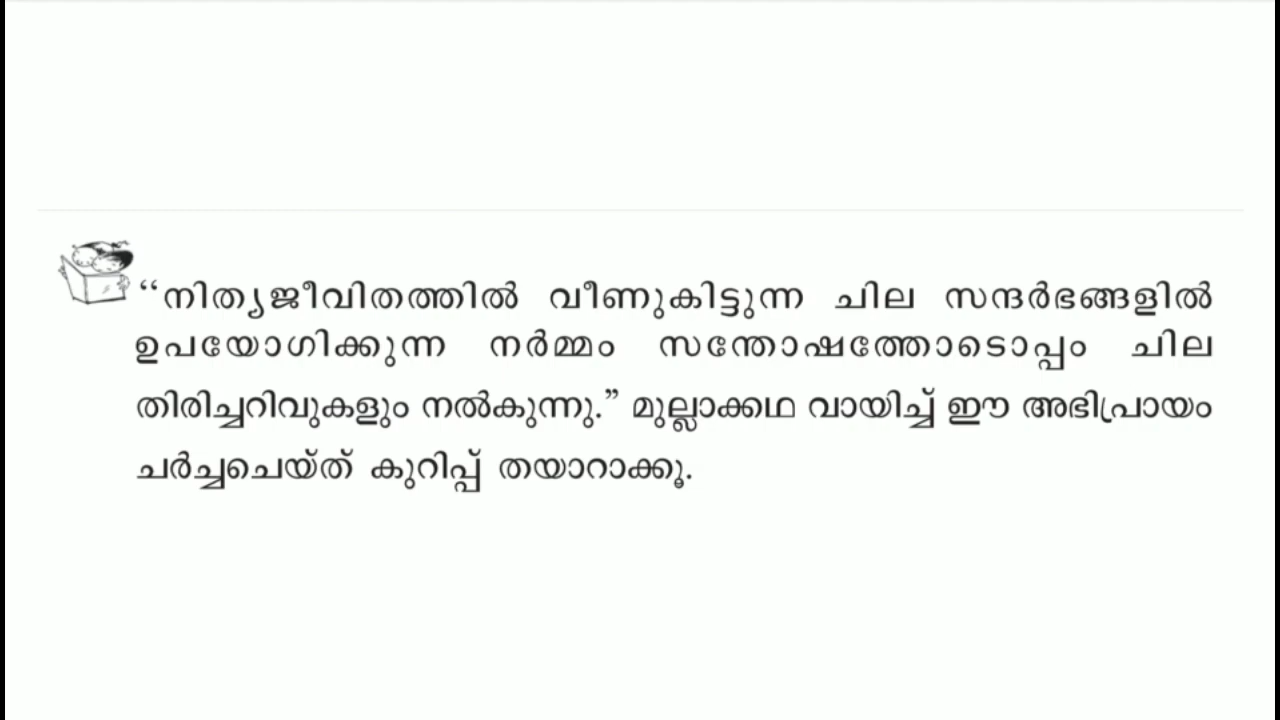 “നിത്യജീവിതത്തിൽ വീണുകിട്ടുന്ന ചില സന്ദർഭങ്ങളിൽ
ഉപയോഗിക്കുന്ന നർമ്മം സന്തോഷത്തോടൊപ്പം ചില
തിരിച്ചറിവുകളും നൽകുന്നു.” മുല്ലാക്കഥ വായിച്ച് ഈ അഭിപ്രായം
ചർച്ചചെയ്ത് കുറിപ്പ് തയാറാക്കൂ.